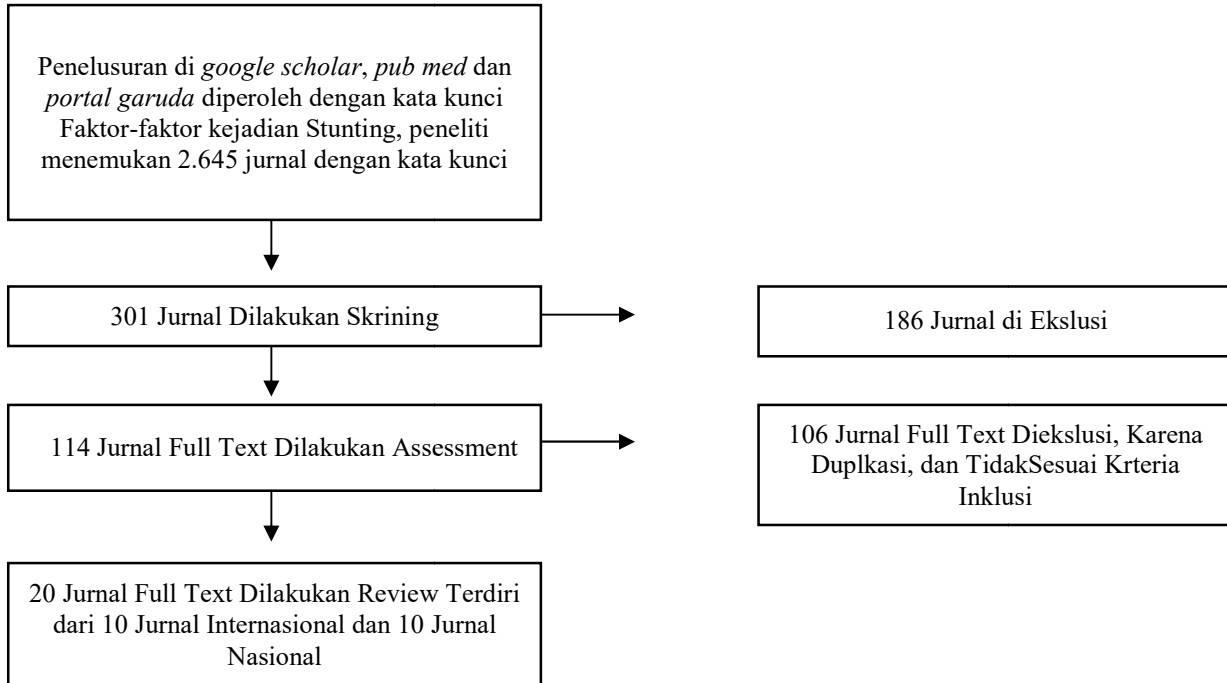 Penelusuran di google scholar, pub med dan
portal garuda diperoleh dengan kata kunci
Faktor-faktor kejadian Stunting, peneliti
menemukan 2.645 jurnal dengan kata kunci
301 Jurnal Dilakukan Skrining
186 Jurnal di Ekslusi
114 Jurnal Full Text Dilakukan Assessment
106 Jurnal Full Text Diekslusi, Karena
Duplkasi, dan TidakSesuai Krteria
Inklusi
20 Jurnal Full Text Dilakukan Review Terdiri
dari 10 Jurnal Internasional dan 10 Jurnal
Nasional